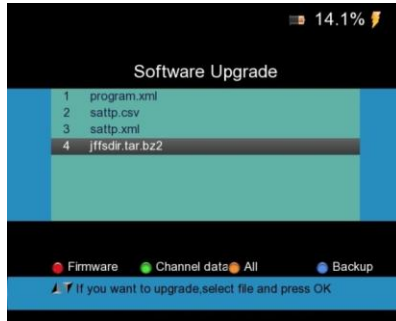 14.1%
Software Upgrade
1 program.xml
2 sattp.csv
3 sattp.xml
4 jffsdir.tar.bz2
Firmware Channel data All Backup
If you want to upgrade,select file and press OK